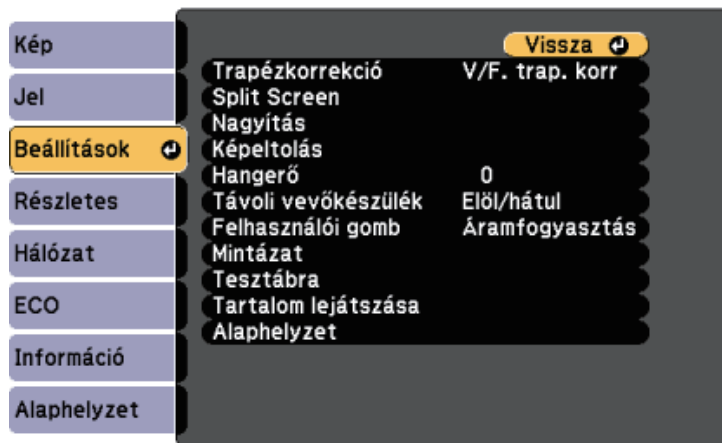 Kép
Jel
Beállítások
Részletes
Hálózat
ECO
Információ
Alaphelyzet
Vissza
Trapézkorrekció V/F. trap. korr
Split Screen
Nagyítás
Képeltolás
Hangerő 0
Távoli vevőkészülék Elöl/hátul
Felhasználói gomb Áramfogyasztás
Mintázat
Tesztábra
Tartalom lejátszása
Alaphelyzet